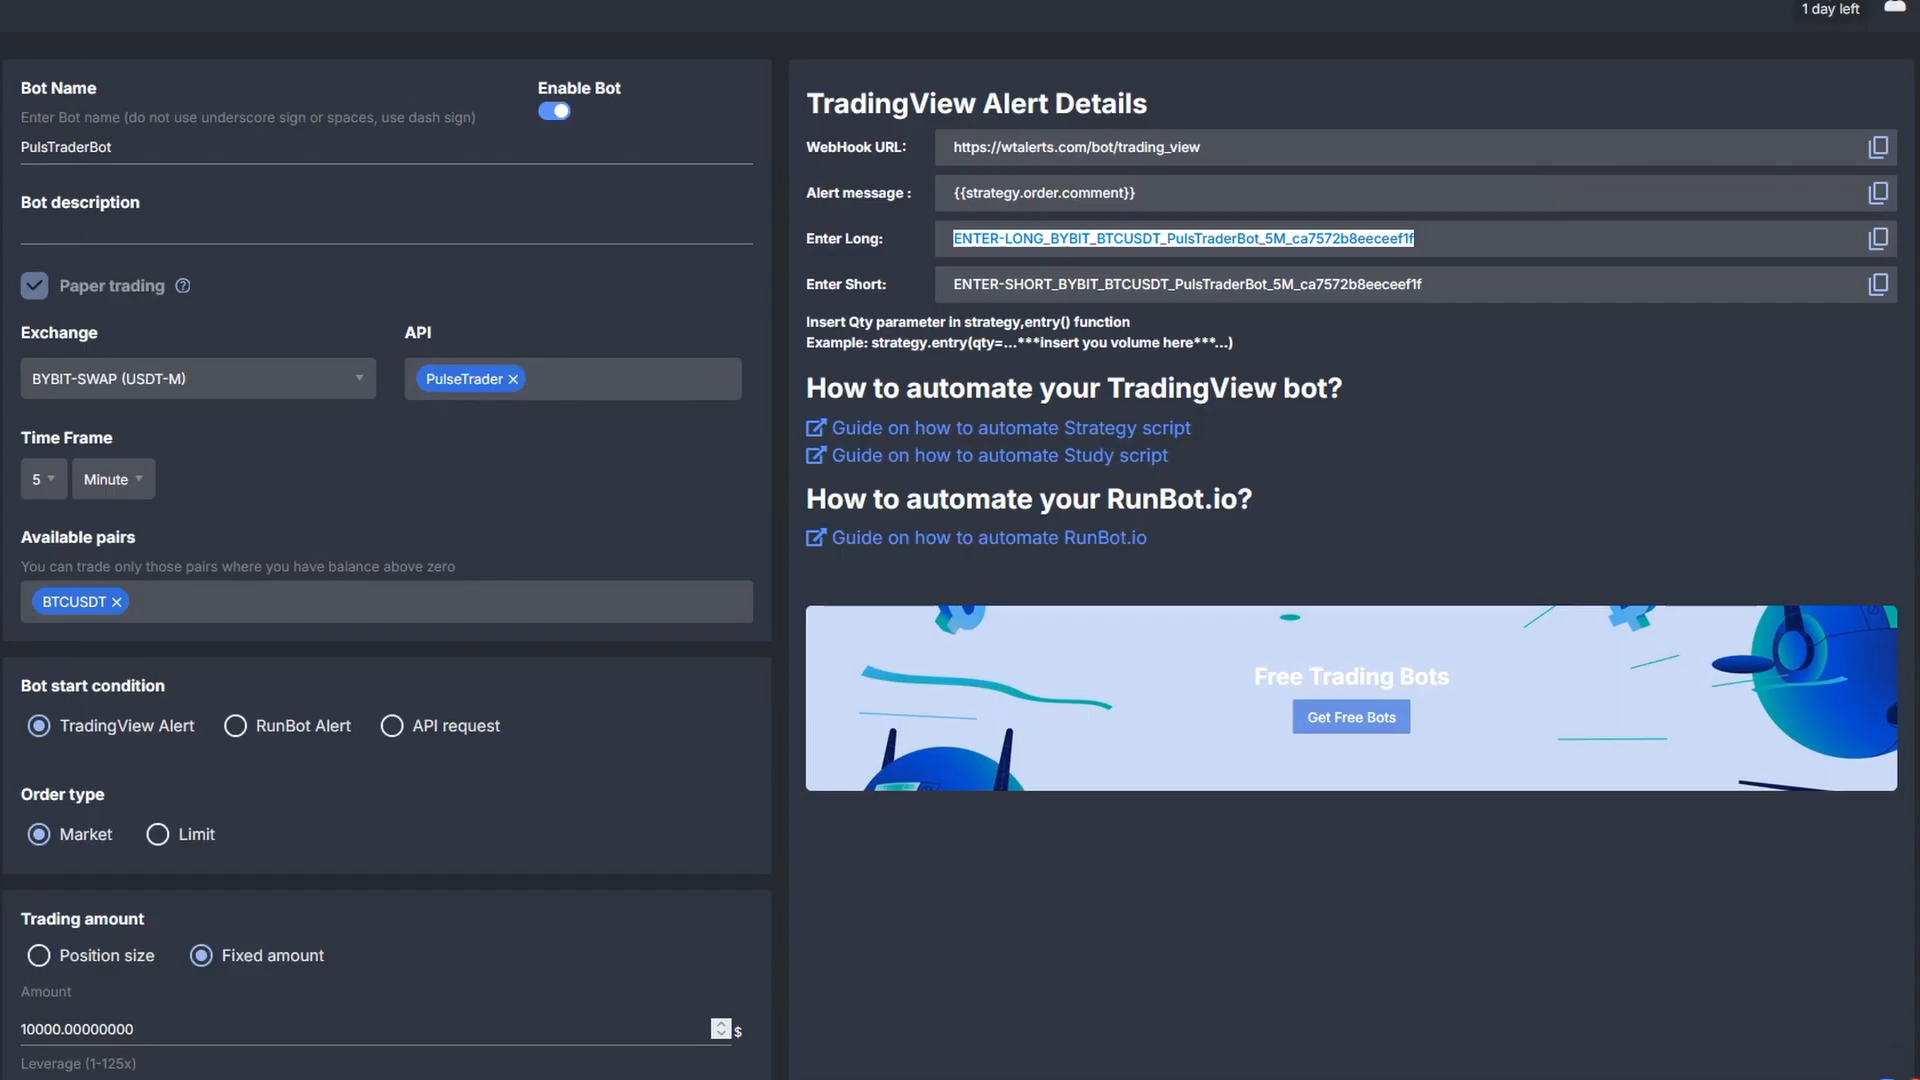 1 day left
Bot Name
Enable Bot
Enter Bot name (do not use underscore sign or spaces, use dash sign)
PulsTraderBot
Bot description
Paper trading
Exchange
API
BYBIT-SWAP (USDT-M)
PulseTrader
Time Frame
5
Minute
Available pairs
You can trade only those pairs where you have balance above zero
BTCUSDT
Bot start condition
TradingView Alert
RunBot Alert
API request
Order type
Market
Limit
Trading amount
Position size
Fixed amount
Amount
10000.00000000
$
Leverage (1-125x)
TradingView Alert Details
WebHook URL: https://wtalerts.com/bot/trading_view
Alert message : {{strategy.order.comment}}
Enter Long: ENTER-LONG_BYBIT_BTCUSDT_PulsTraderBot_5M_ca7572b8eeceef1f
Enter Short: ENTER-SHORT_BYBIT_BTCUSDT_PulsTraderBot_5M_ca7572b8eeceef1f
Insert Qty parameter in strategy,entry() function
Example: strategy.entry(qty=...***insert you volume here***...)
How to automate your TradingView bot?
Guide on how to automate Strategy script
Guide on how to automate Study script
How to automate your RunBot.io?
Guide on how to automate RunBot.io
Free Trading Bots
Get Free Bots